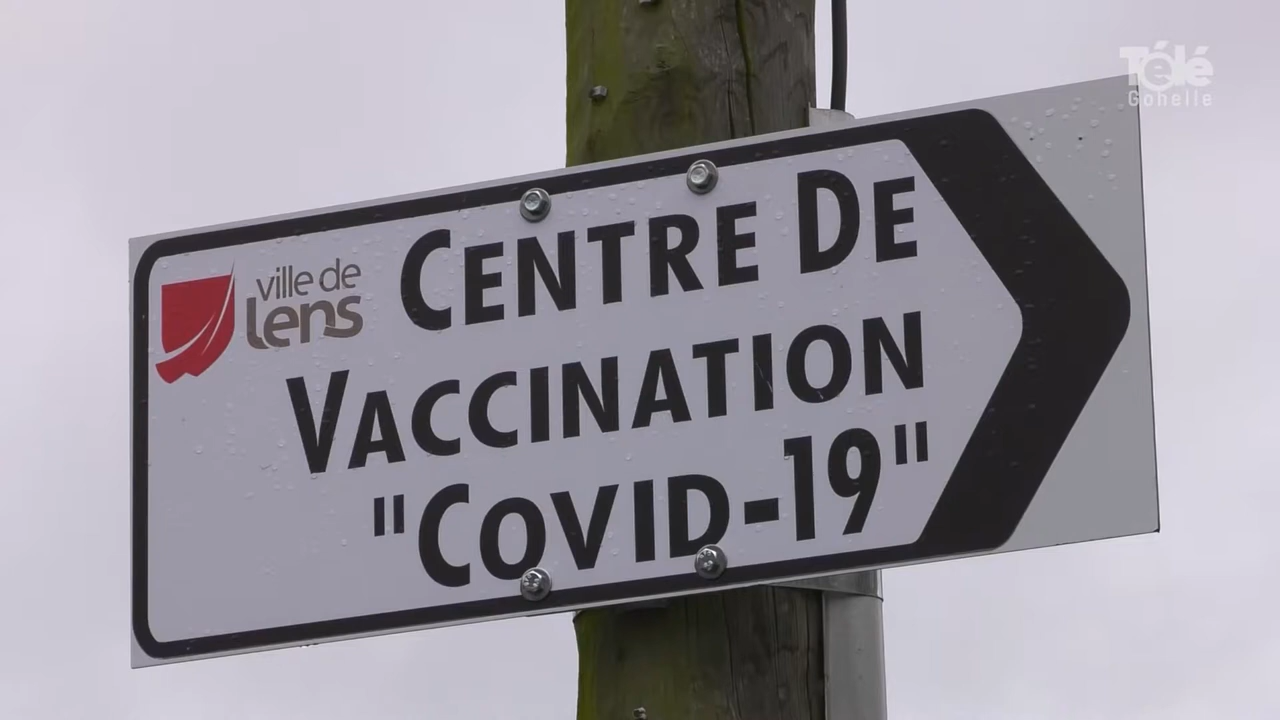 Télé
Gohelle
ville de
lens
CENTRE DE
VACCINATION
"COVID-19"